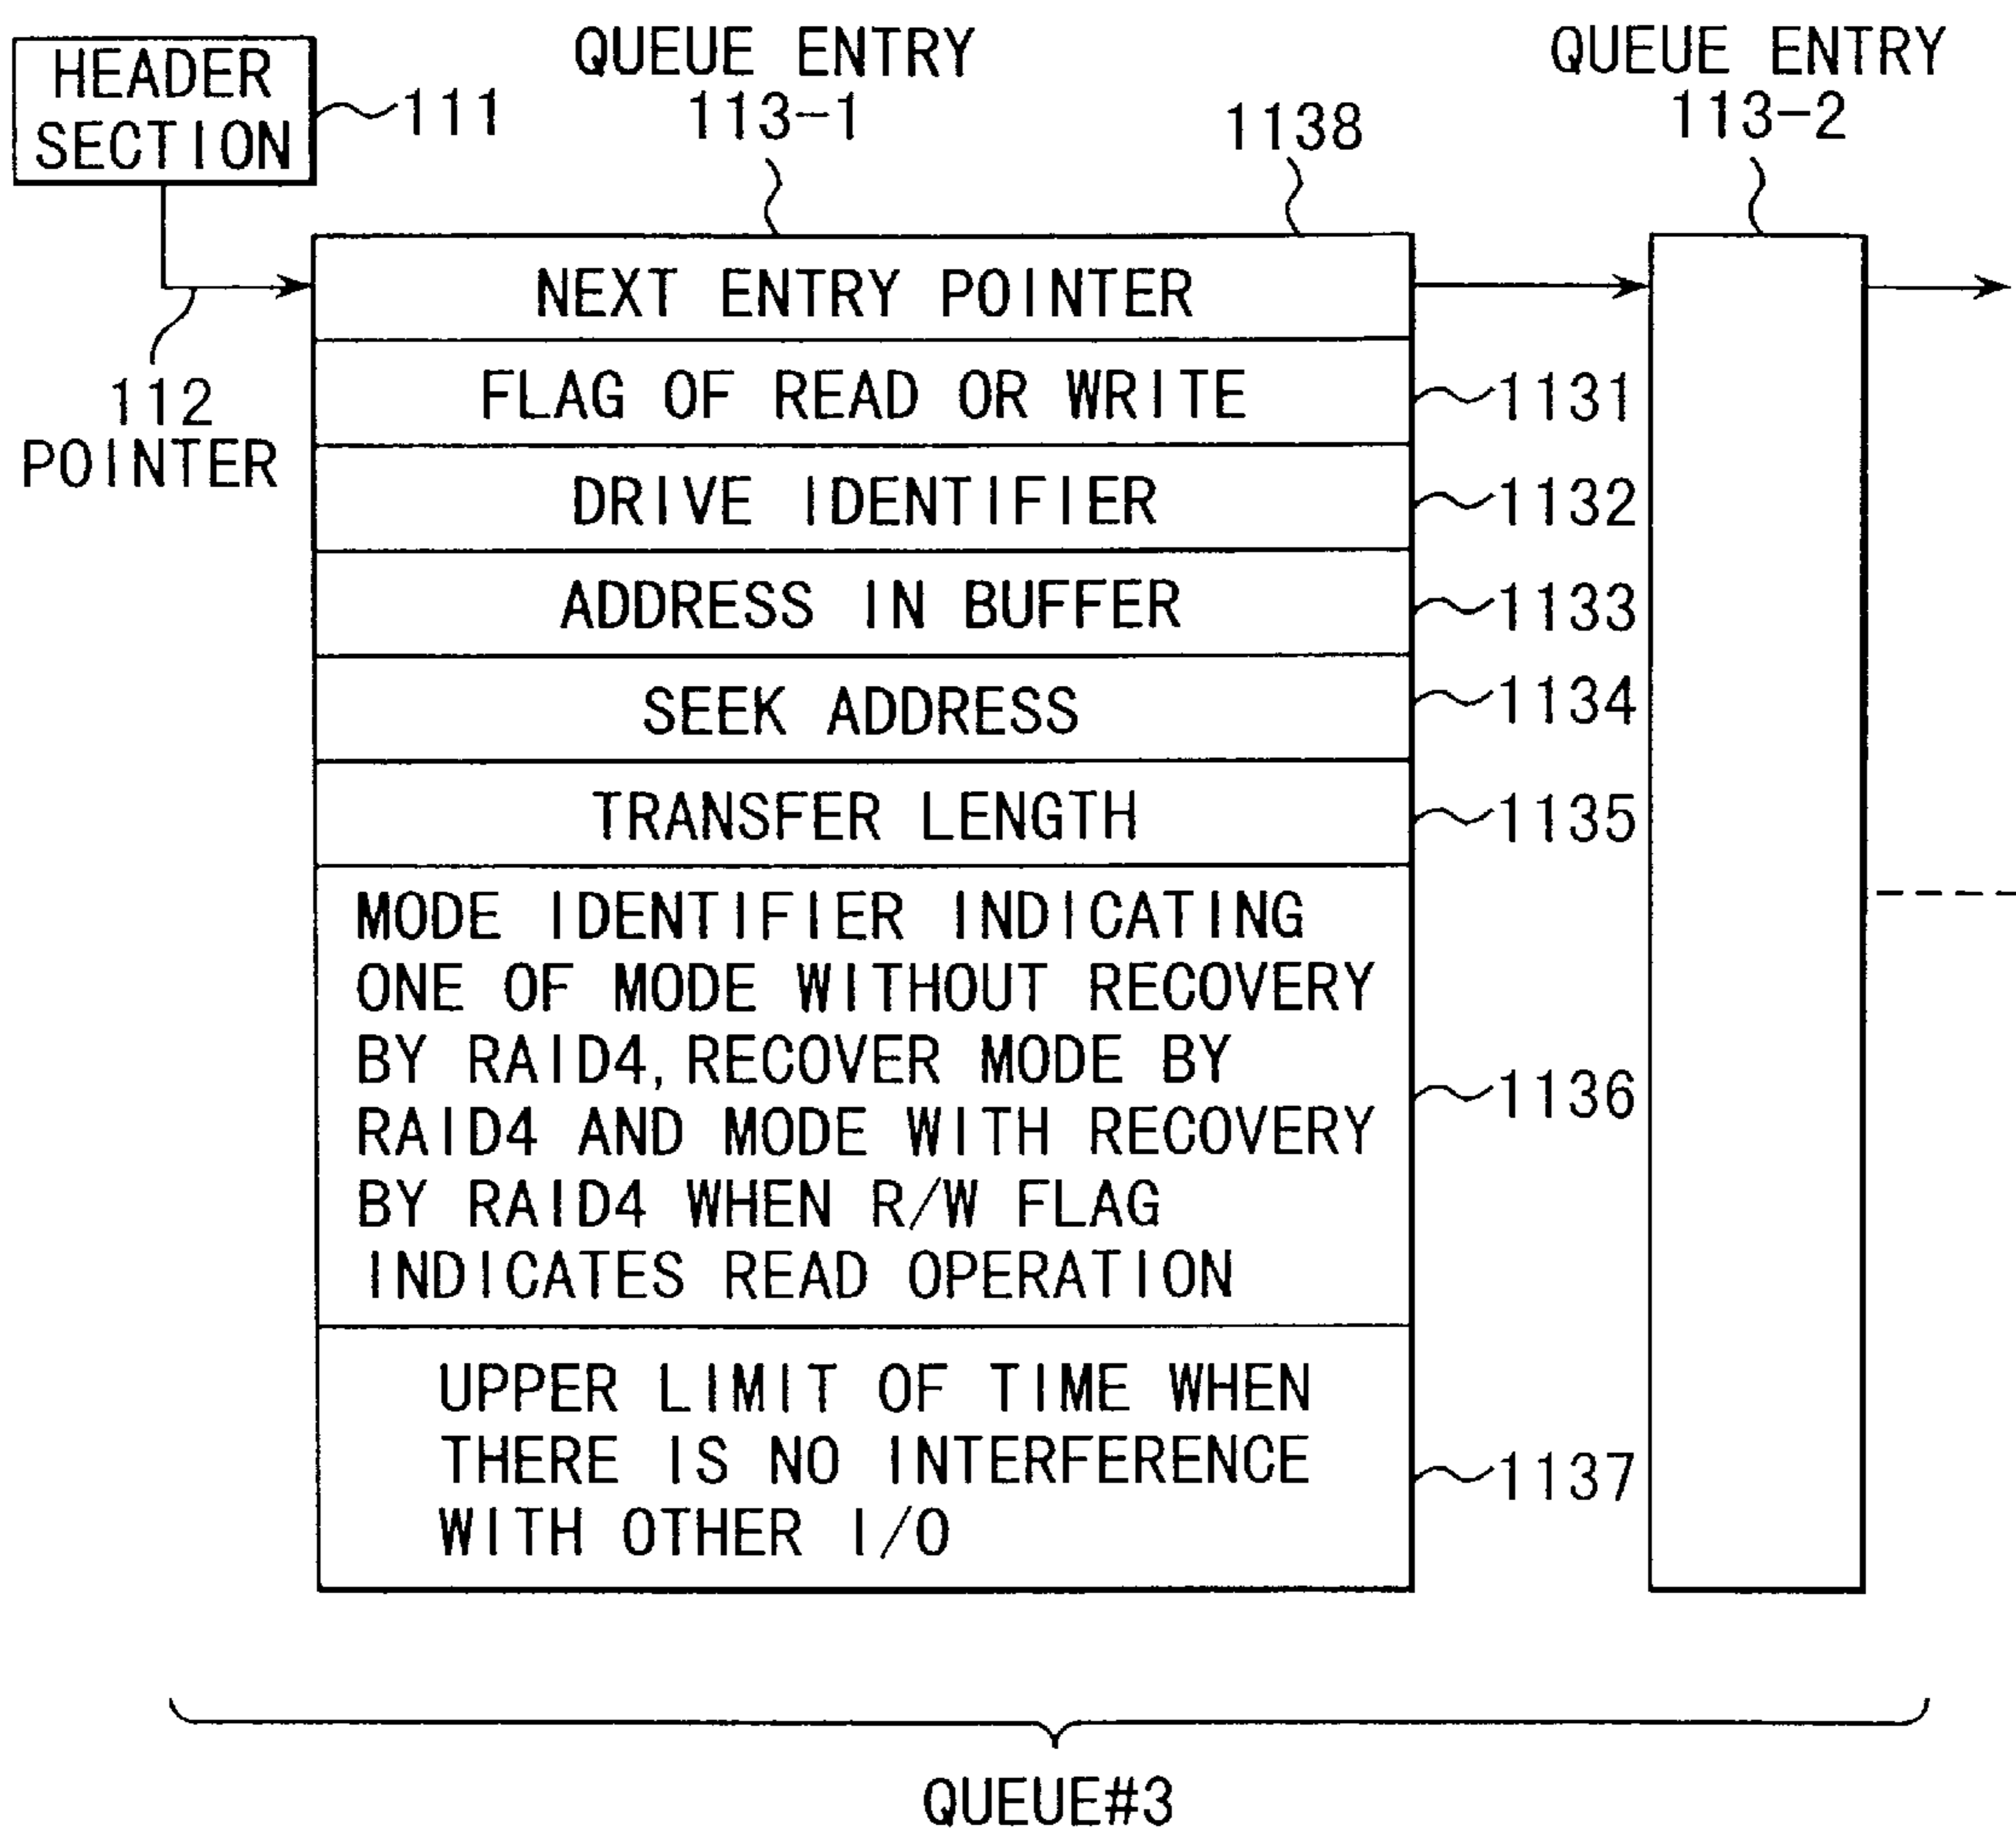 HEADER
SECTION
111
QUEUE ENTRY
113-1
1138
QUEUE ENTRY
113-2
112
POINTER
NEXT ENTRY POINTER
FLAG OF READ OR WRITE
1131
DRIVE IDENTIFIER
1132
ADDRESS IN BUFFER
1133
SEEK ADDRESS
1134
TRANSFER LENGTH
1135
MODE IDENTIFIER INDICATING
ONE OF MODE WITHOUT RECOVERY
BY RAID4, RECOVER MODE BY
RAID4 AND MODE WITH RECOVERY
BY RAID4 WHEN R/W FLAG
INDICATES READ OPERATION
1136
UPPER LIMIT OF TIME WHEN
THERE IS NO INTERFERENCE
WITH OTHER I/O
1137
QUEUE#3